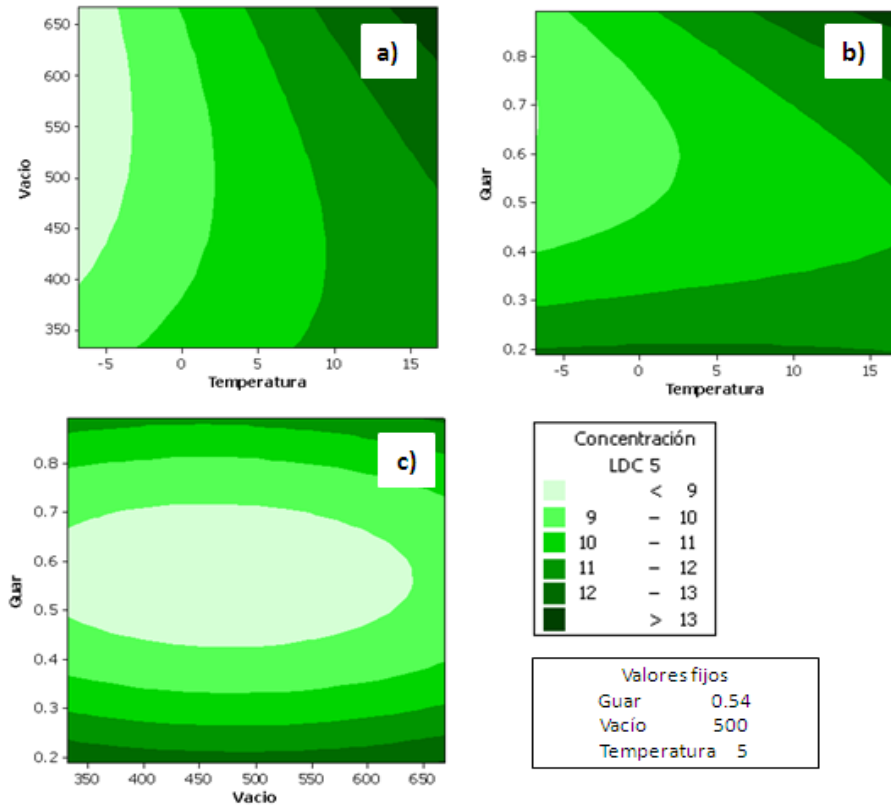 a)
650
600
550
500
450
400
350
Vacio
-5
0
5
10
15
Temperatura
b)
0.9
0.8
0.7
0.6
0.5
0.4
0.3
0.2
Guar
-5
0
5
10
15
Temperatura
c)
0.8
0.7
0.6
0.5
0.4
0.3
0.2
Guar
350
400
450
500
550
600
650
Vacio
Concentración
LDC 5
< 9
9 – 10
10 – 11
11 – 12
12 – 13
> 13
Valores fijos
Guar 0.54
Vacío 500
Temperatura 5